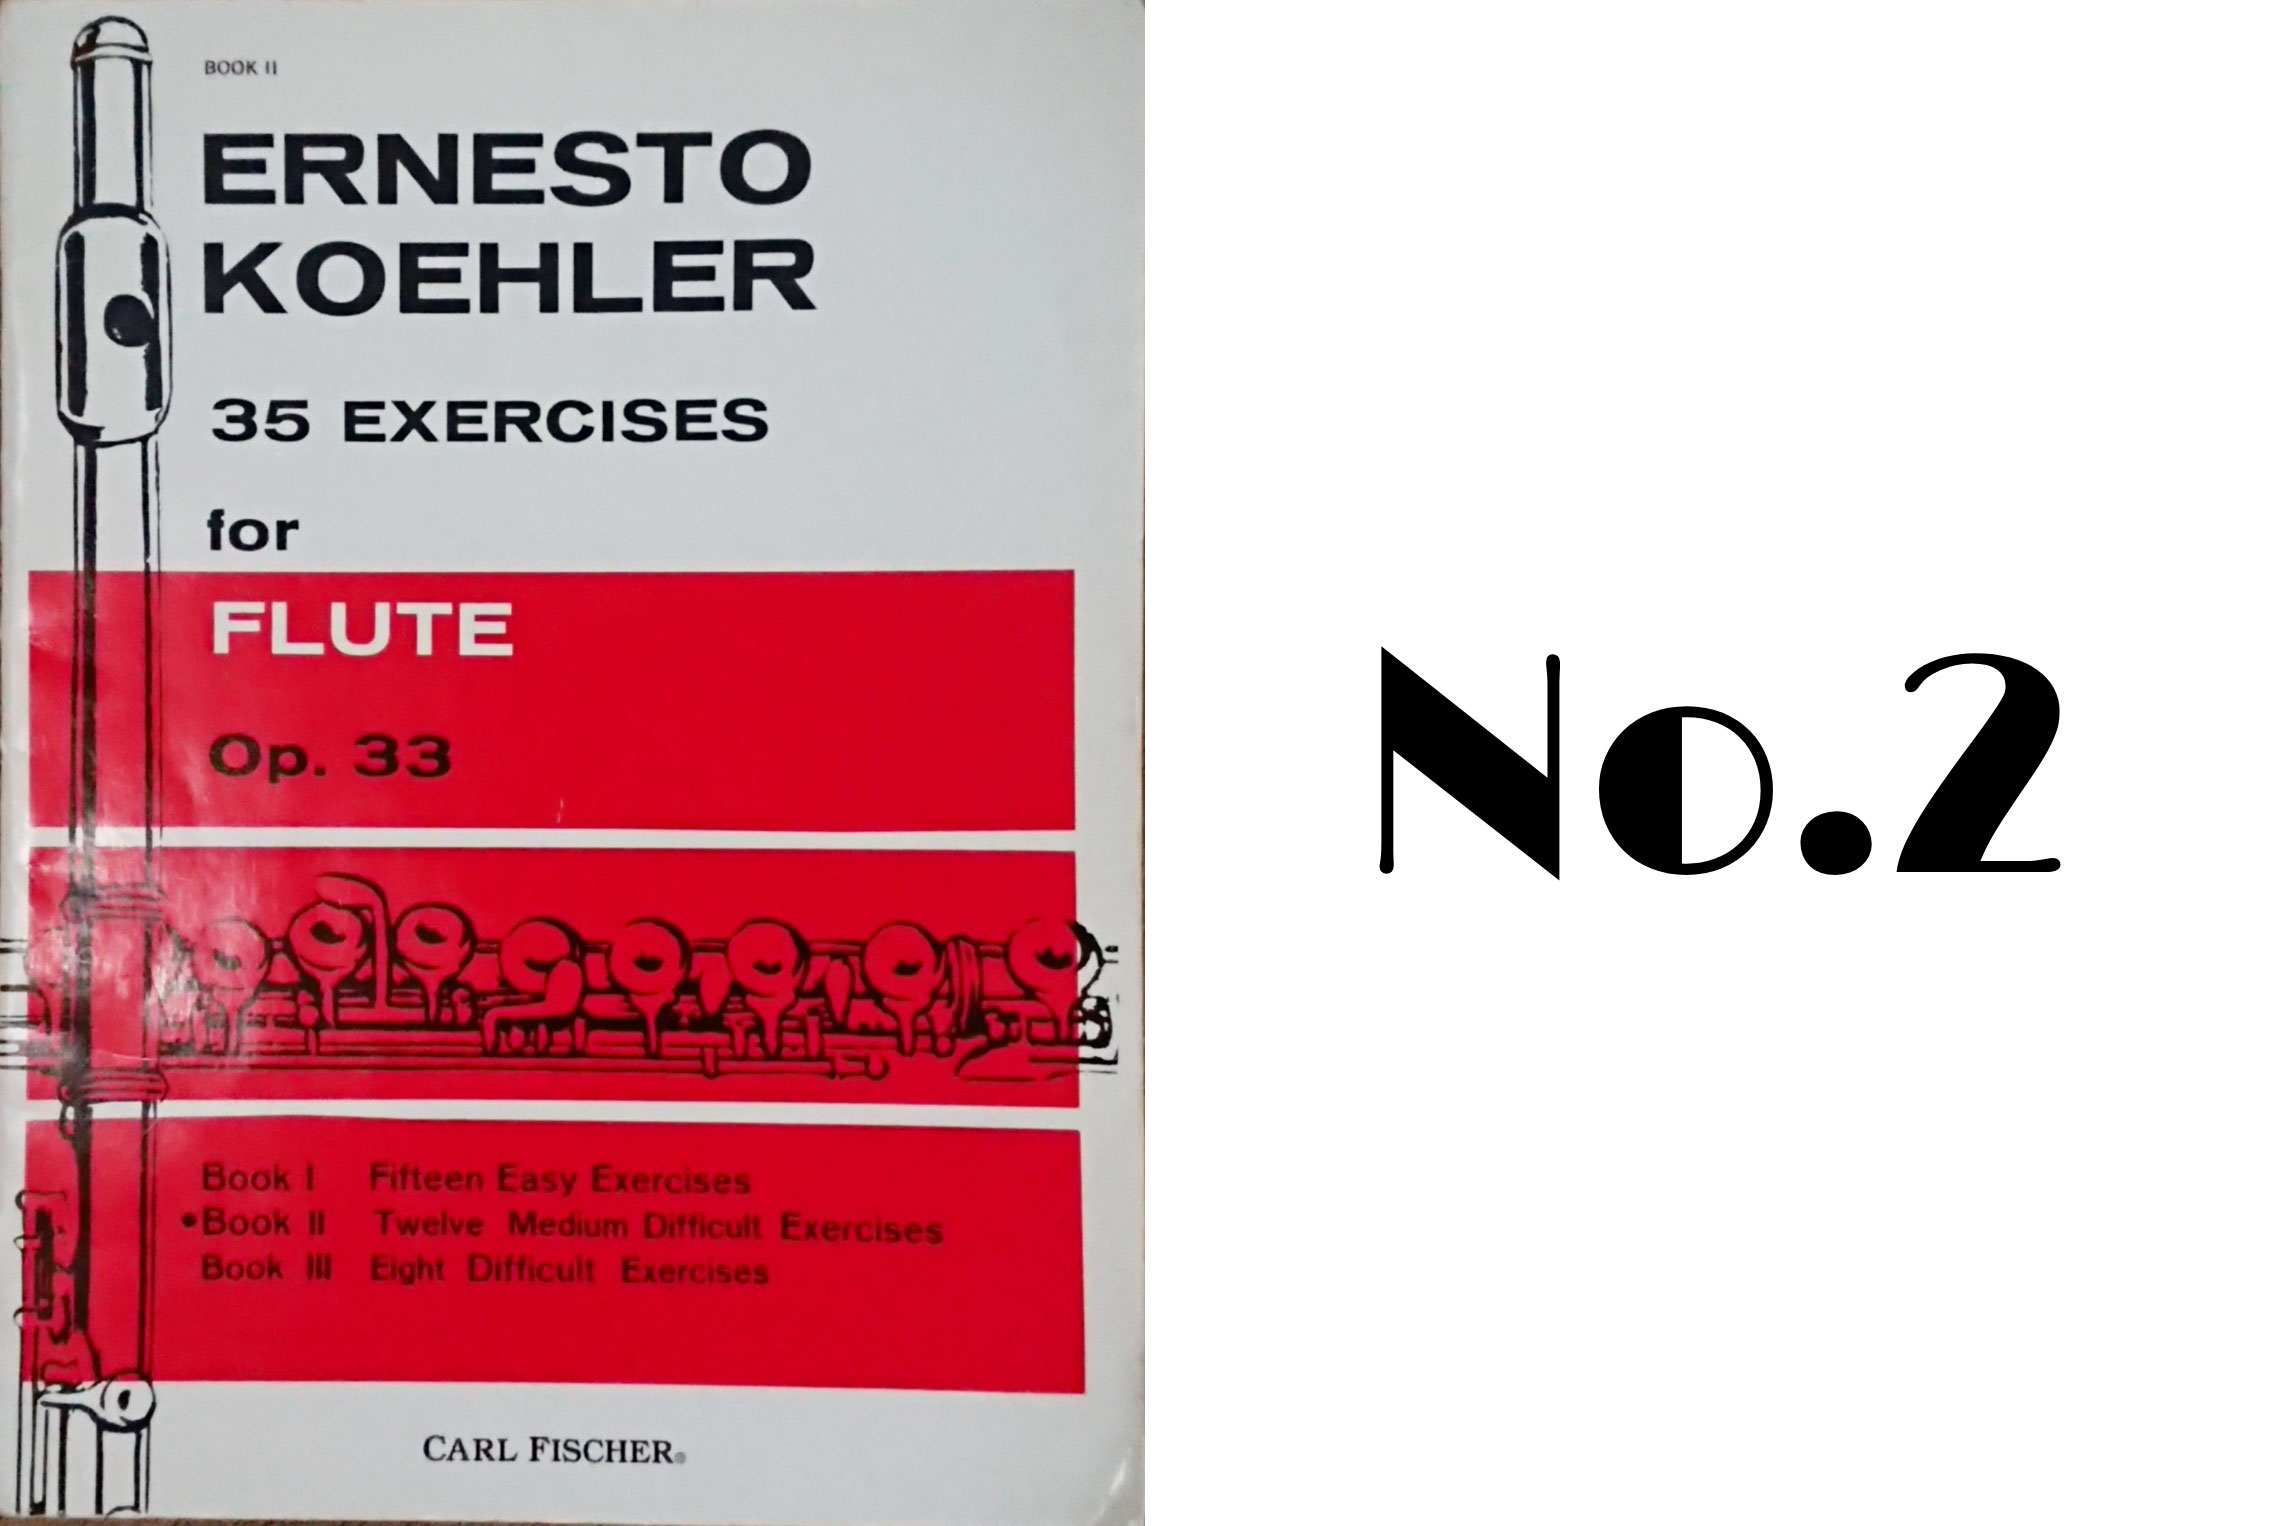 BOOK II
ERNESTO
KOEHLER
35 EXERCISES
for
FLUTE
Op. 33
Book I Fifteen Easy Exercises
•Book II Twelve Medium Difficult Exercises
Book III Eight Difficult Exercises
CARL FISCHER®
No.2